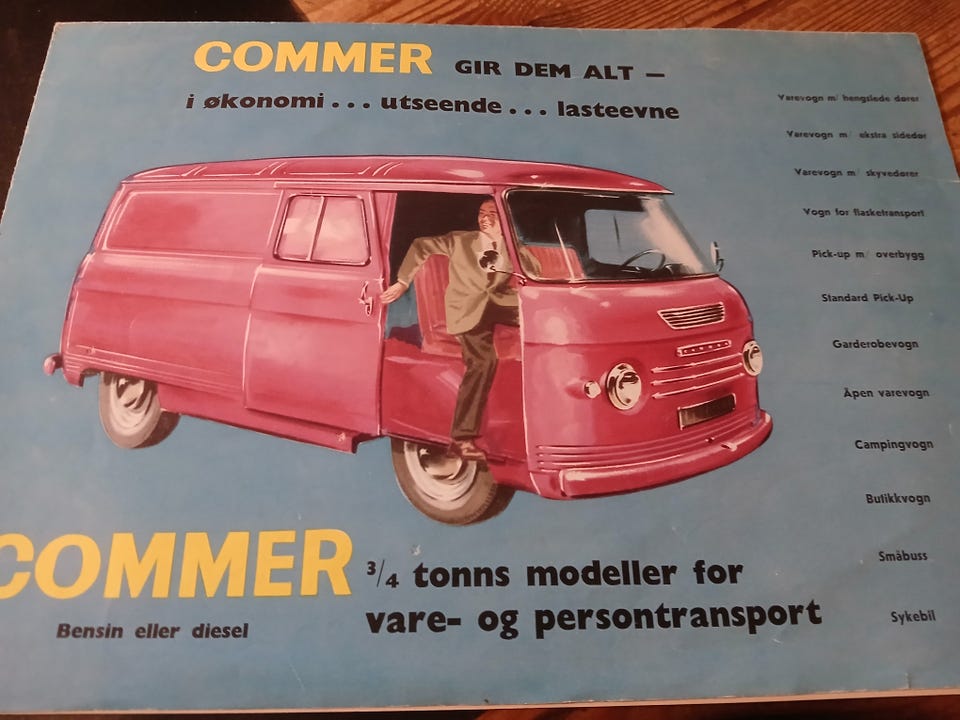 COMMER GIR DEM ALT –
i økonomi... utseende... lasteevne
Varevogn m/ hengslede dører
Varevogn m/ ekstra sidedør
Varevogn m/ skyvedører
Vogn for flasketransport
Pick-up m/ overbygg
Standard Pick-Up
Garderobevogn
Åpen varevogn
Campingvogn
Butikkvogn
Småbuss
Sykebil
COMMER
COMMER
3/4 tonns modeller for
vare- og persontransport
Bensin eller diesel